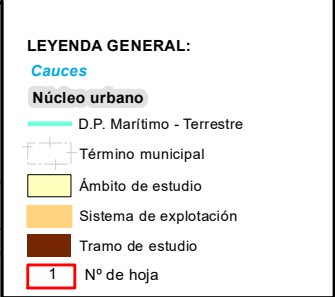 LEYENDA GENERAL:
Cauces
Núcleo urbano
D.P. Marítimo - Terrestre
Término municipal
Ámbito de estudio
Sistema de explotación
Tramo de estudio
1 Nº de hoja